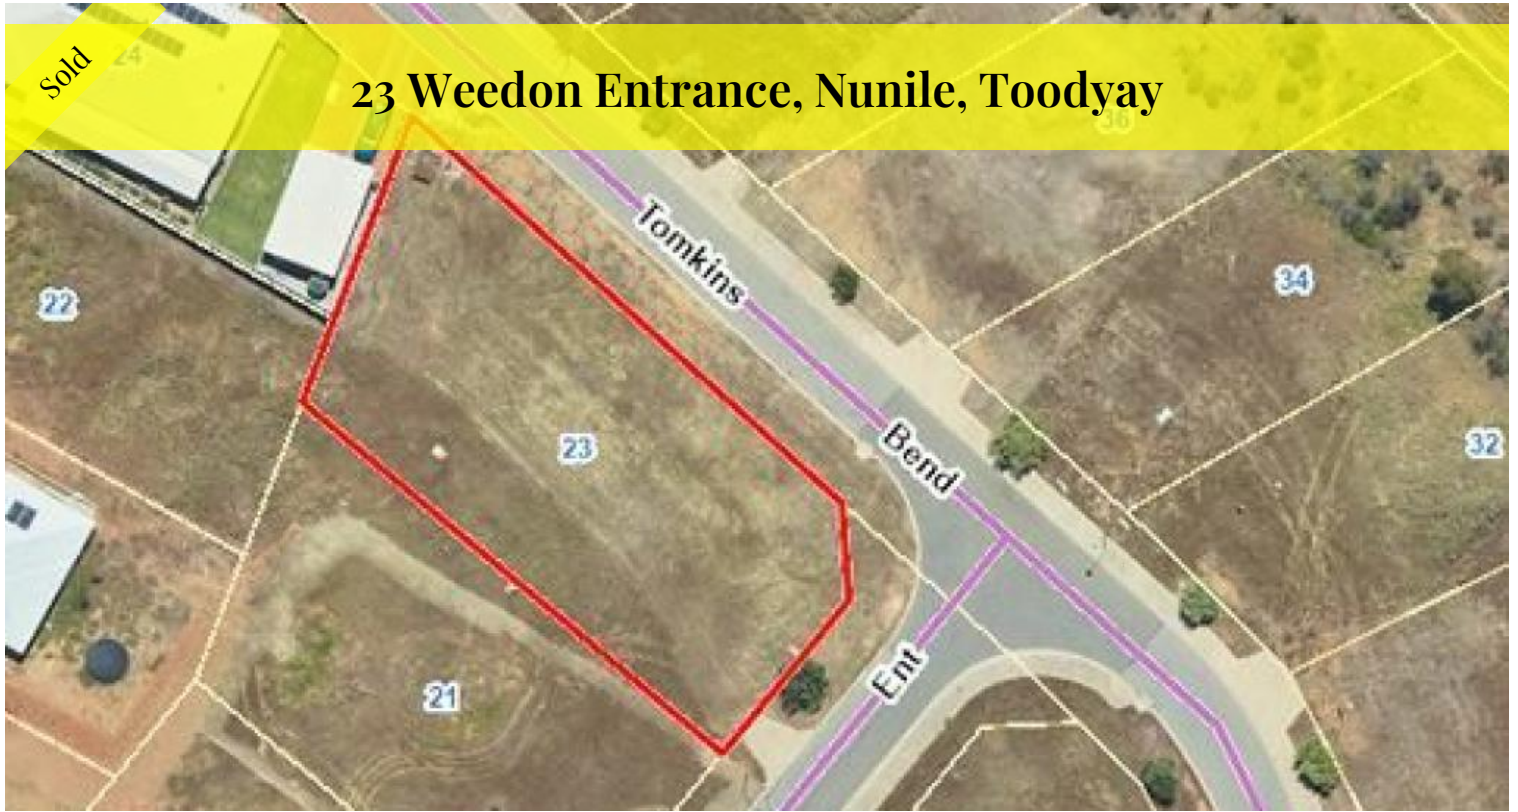 Sold
24
23 Weedon Entrance, Nunile, Toodyay
36
Tomkins
22
34
23
Bend
32
Ent
21